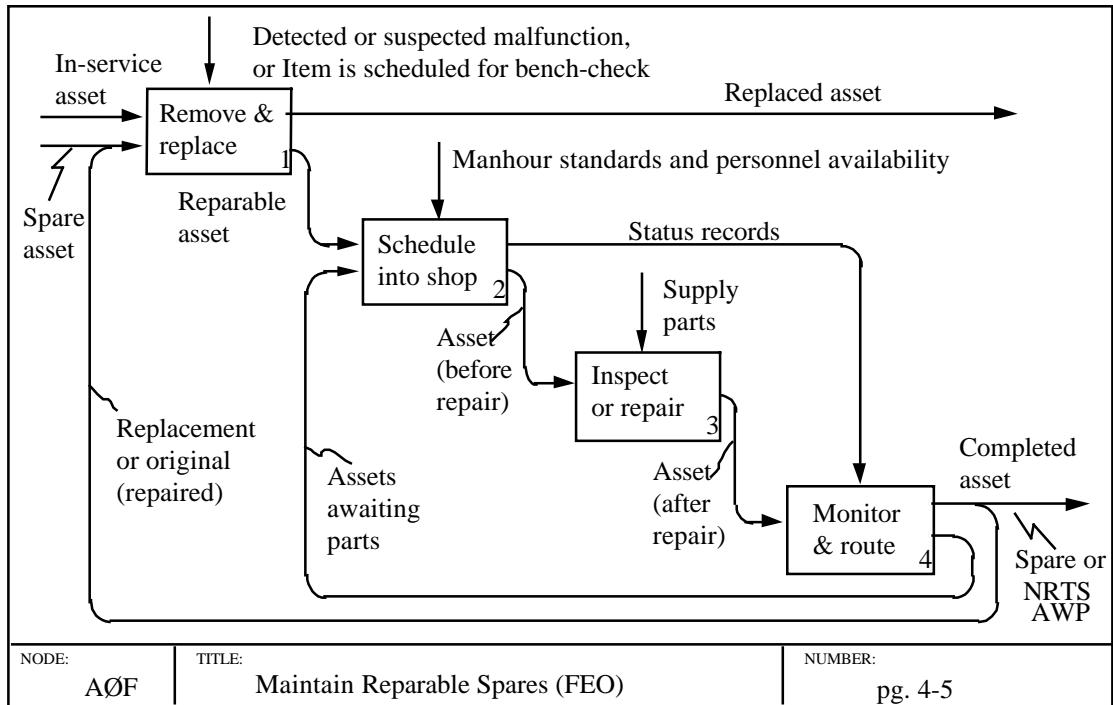 Detected or suspected malfunction,
or Item is scheduled for bench-check
In-service
asset
Remove &
replace
1
Replaced asset
Spare
asset
Reparable
asset
Manhour standards and personnel availability
Schedule
into shop
2
Status records
Supply
parts
Asset
(before
repair)
Inspect
or repair
3
Replacement
or original
(repaired)
Assets
awaiting
parts
Asset
(after
repair)
Monitor
& route
4
Completed
asset
Spare or
NRTS
AWP
NODE:
AØF
TITLE:
Maintain Reparable Spares (FEO)
NUMBER:
pg. 4-5